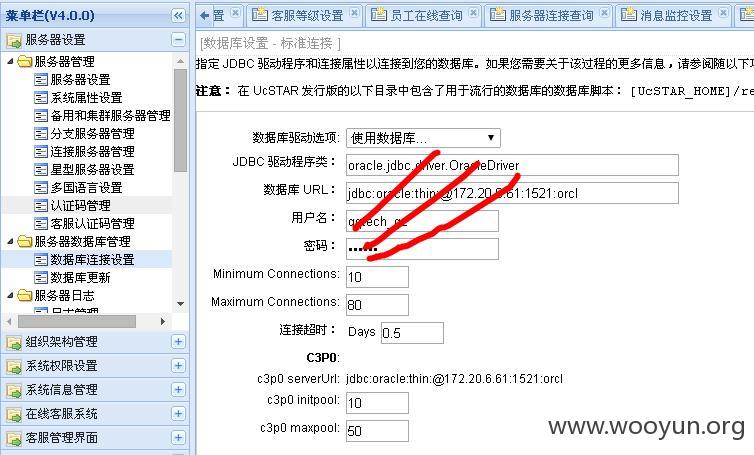 菜单栏(V4.0.0)
服务器设置
服务器管理
服务器设置
系统属性设置
备用和集群服务器管理
分支服务器管理
连接服务器管理
星型服务器设置
多国语言设置
认证码管理
客服认证码管理
服务器数据库管理
数据库连接设置
数据库更新
服务器日志
日志管理
组织架构管理
系统权限设置
系统信息管理
在线客服系统
客服管理界面
设置
客服等级设置
员工在线查询
服务器连接查询
消息监控设置
[数据库设置 - 标准连接 ]
指定 JDBC 驱动程序和连接属性以连接到您的数据库。如果您需要关于该过程的更多信息，请参阅随以下
注意： 在 UcSTAR 发行版的以下目录中包含了用于流行的数据库的数据库脚本： [UcSTAR_HOME]/re
数据库驱动选项: 使用数据库...
JDBC 驱动程序类： oracle.jdbc.driver.OracleDriver
数据库 URL： jdbc:oracle:thin:@172.20.6.61:1521:orcl
用户名：
密码： ••••••
Minimum Connections: 10
Maximum Connections: 80
连接超时： Days 0.5
C3P0:
c3p0 serverUrl: jdbc:oracle:thin:@172.20.6.61:1521:orcl
c3p0 initpool: 10
c3p0 maxpool: 50
www.wooyun.org